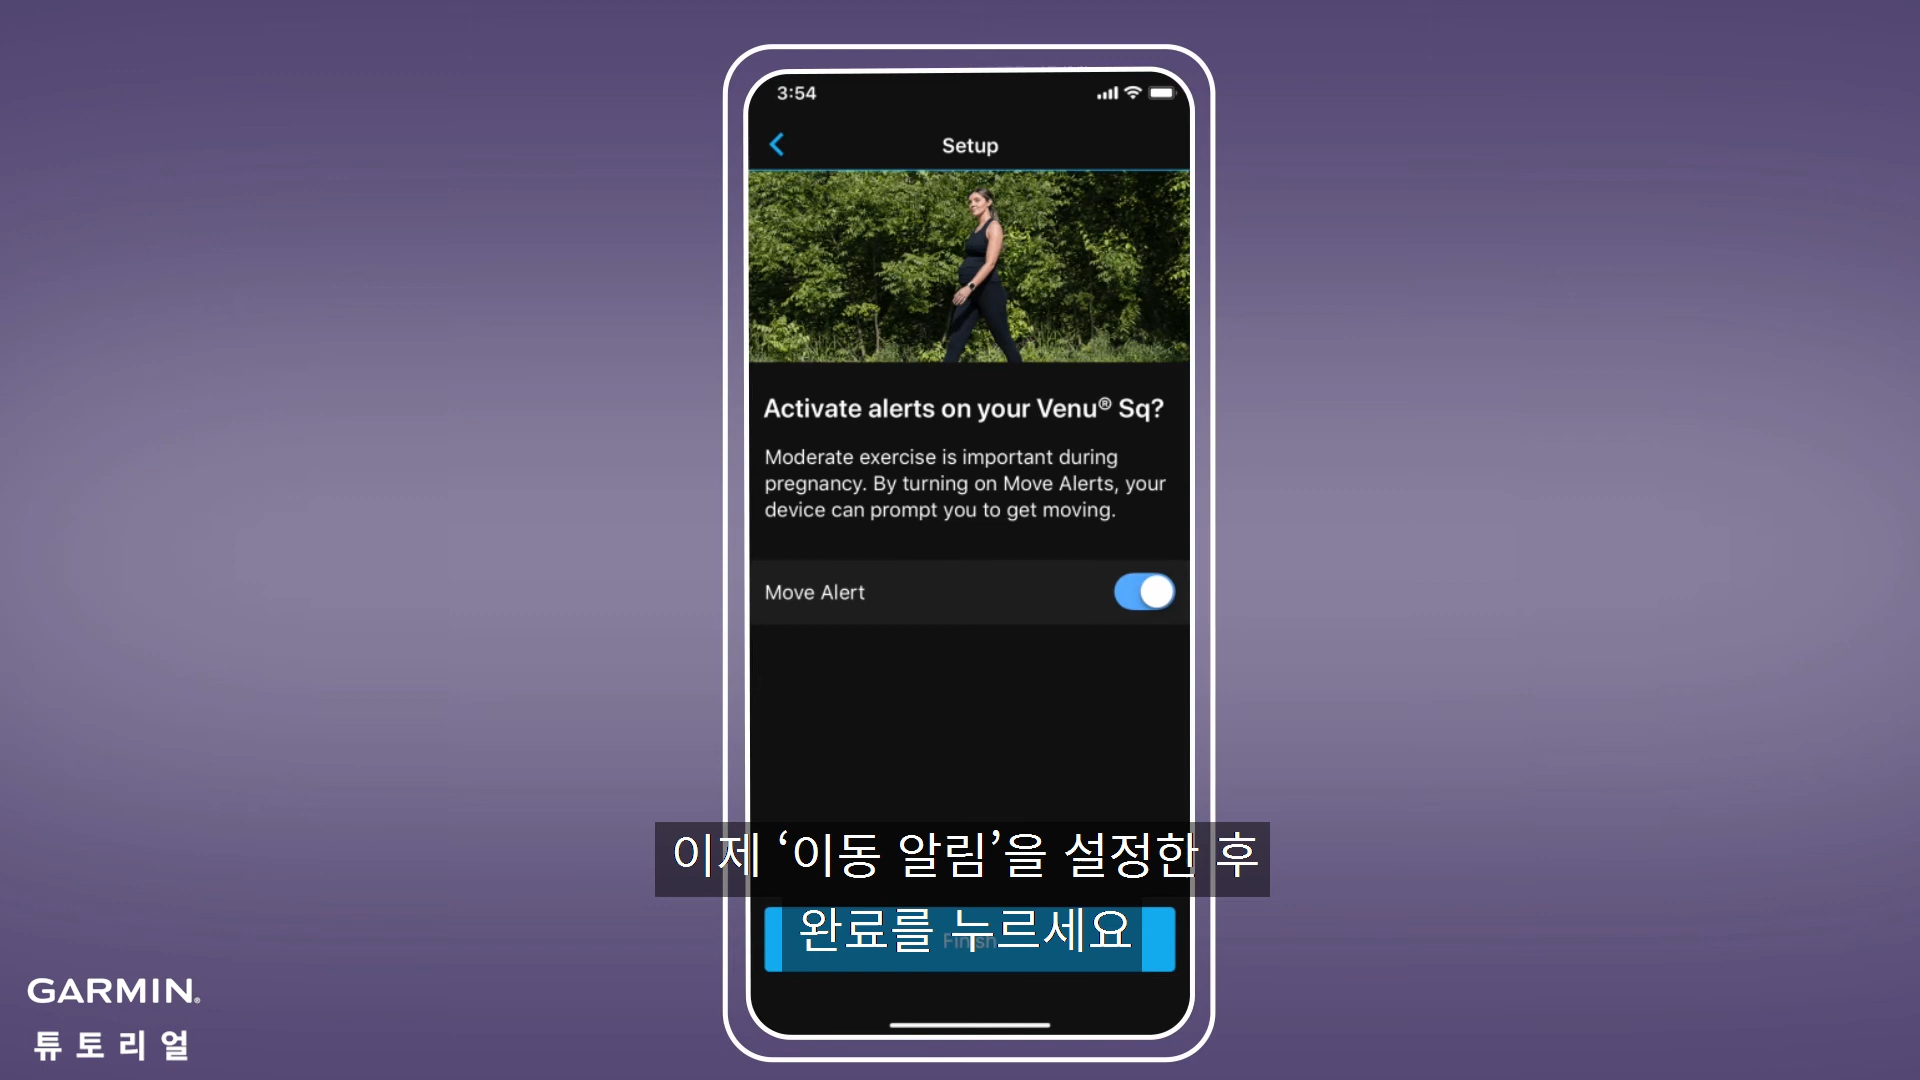 3:54
Setup
Activate alerts on your Venu® Sq?
Moderate exercise is important during
pregnancy. By turning on Move Alerts, your
device can prompt you to get moving.
Move Alert
이제 ‘이동 알림’을 설정한 후
완료를 누르세요
Finish
GARMIN®
튜토리얼